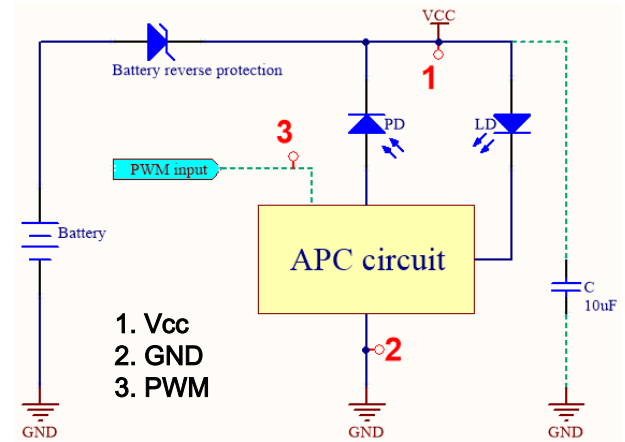 VCC
Battery reverse protection
1
PD
LD
3
PWM input
Battery
APC circuit
C
10uF
1. Vcc
2. GND
3. PWM
2
GND
GND
GND